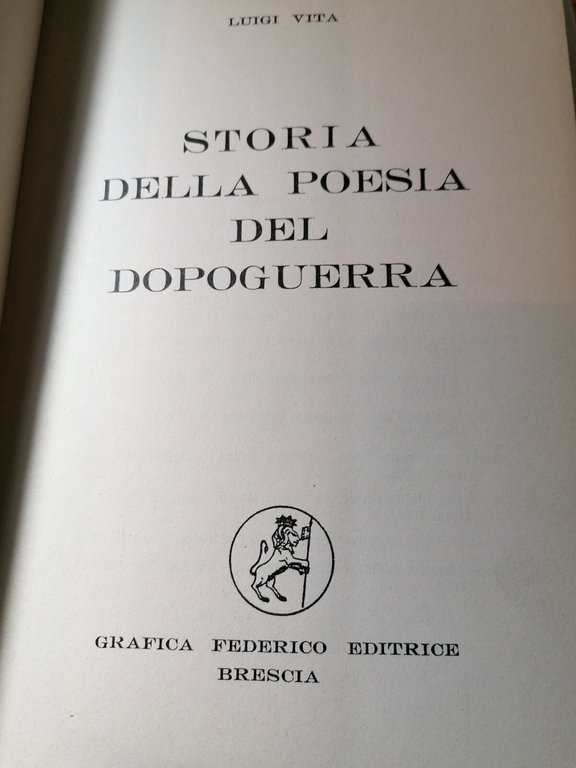 LUIGI VITA
STORIA
DELLA POESIA
DEL
DOPOGUERRA
GRAFICA FEDERICO EDITRICE
BRESCIA